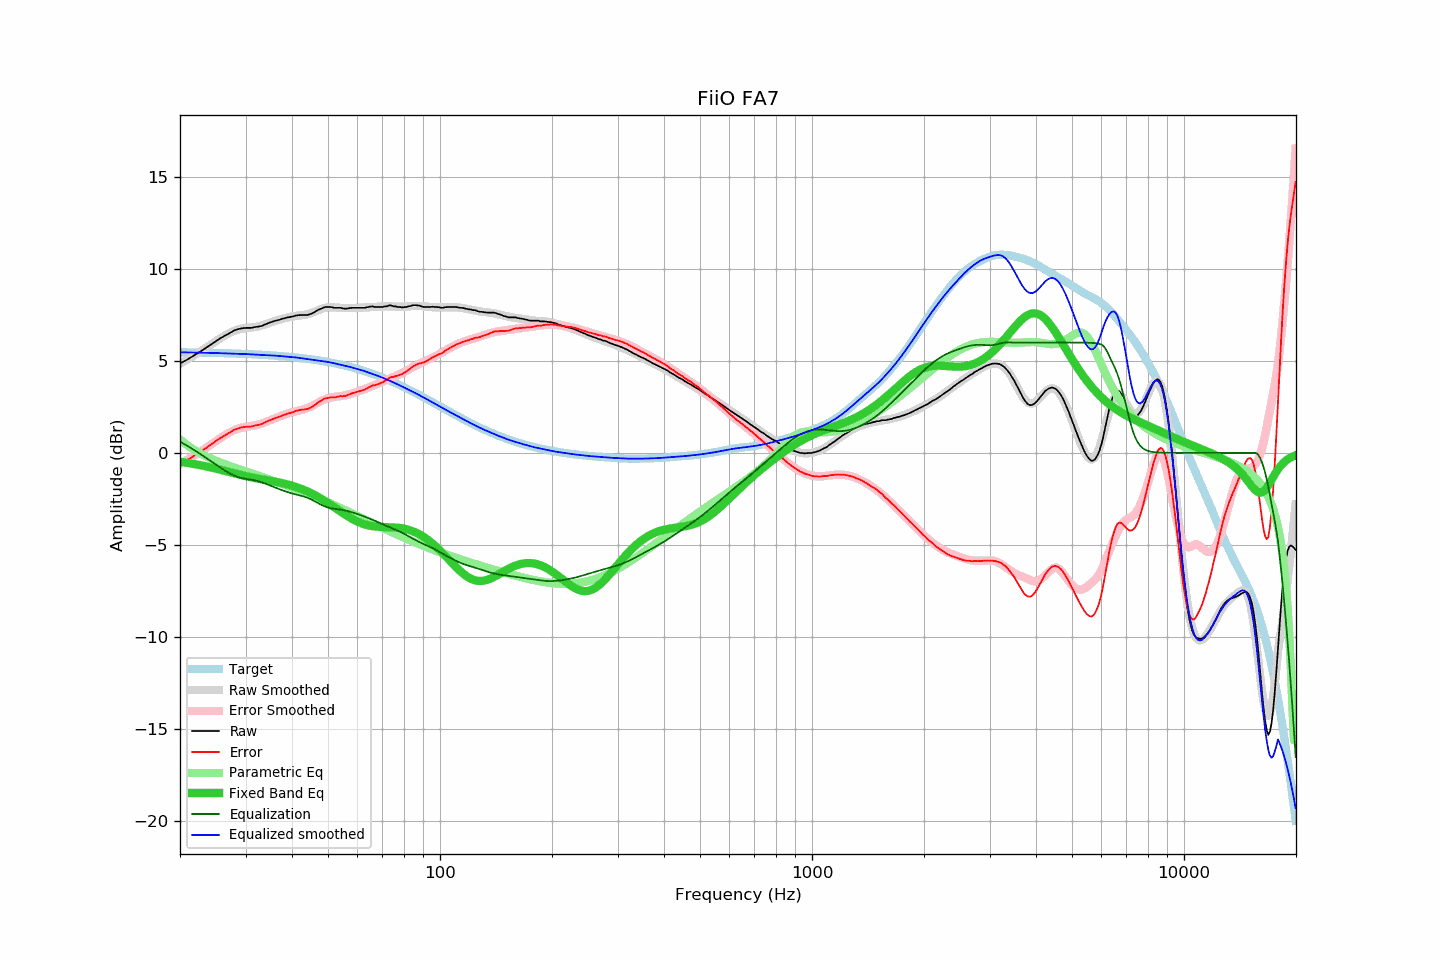 FiiO FA7
Amplitude (dBr)
15
10
5
0
−5
−10
−15
−20
Target
Raw Smoothed
Error Smoothed
Raw
Error
Parametric Eq
Fixed Band Eq
Equalization
Equalized smoothed
100
1000
10000
Frequency (Hz)